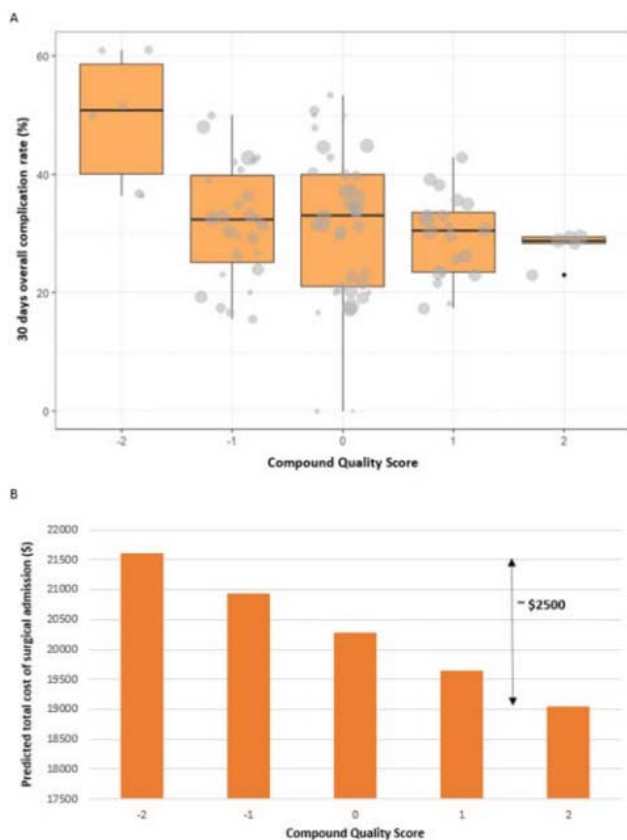 A
30 days overall complication rate (%)
60
40
20
0
-2 -1 0 1 2
Compound Quality Score
B
Predicted total cost of surgical admission ($)
22000
21500
21000
20500
20000
19500
19000
18500
18000
17500
~ $2500
-2 -1 0 1 2
Compound Quality Score